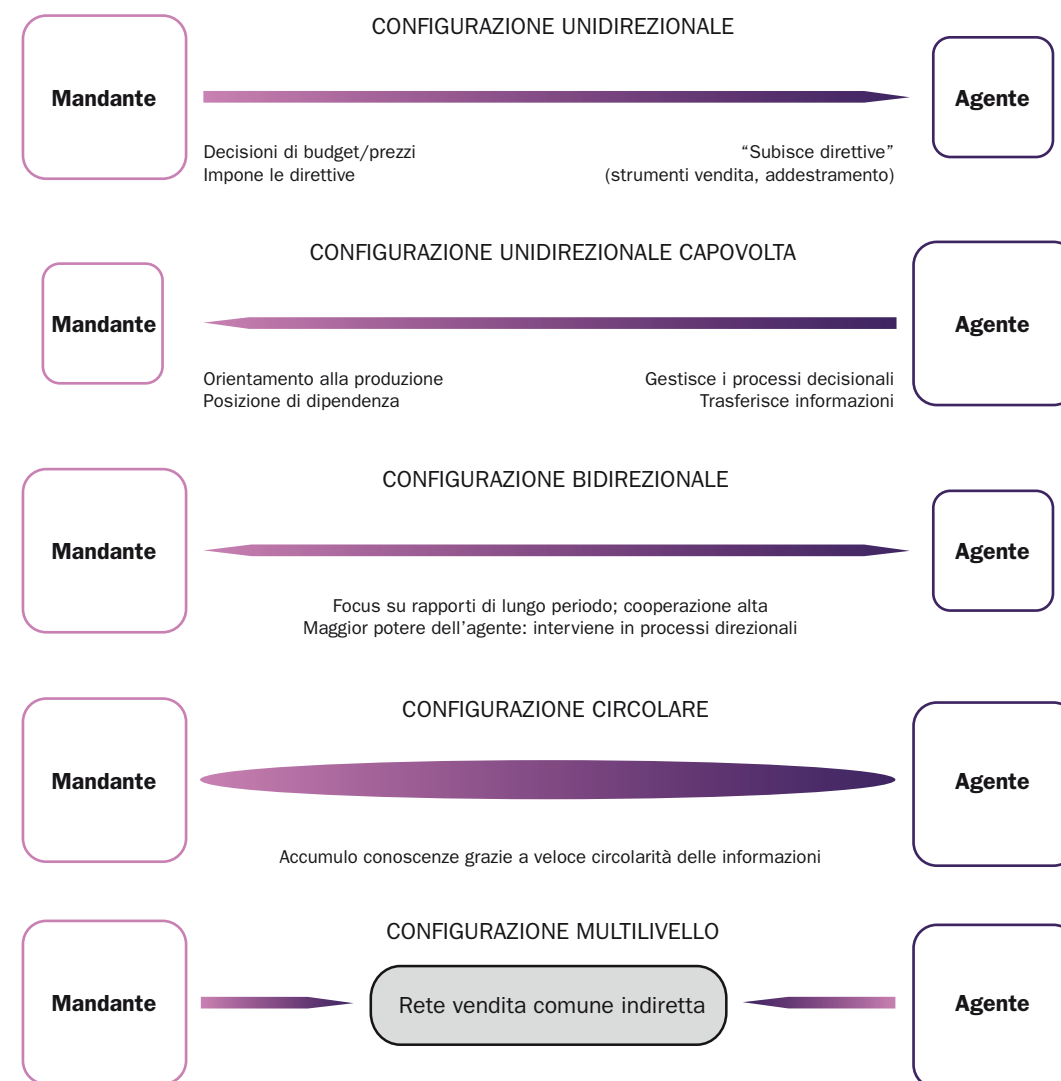 CONFIGURAZIONE UNIDIREZIONALE
Mandante
Agente
Decisioni di budget/prezzi
Impone le direttive
“Subisce direttive”
(strumenti vendita, addestramento)
CONFIGURAZIONE UNIDIREZIONALE CAPOVOLTA
Mandante
Agente
Orientamento alla produzione
Posizione di dipendenza
Gestisce i processi decisionali
Trasferisce informazioni
CONFIGURAZIONE BIDIREZIONALE
Mandante
Agente
Focus su rapporti di lungo periodo; cooperazione alta
Maggior potere dell’agente: interviene in processi direzionali
CONFIGURAZIONE CIRCOLARE
Mandante
Agente
Accumulo conoscenze grazie a veloce circolarità delle informazioni
CONFIGURAZIONE MULTILIVELLO
Mandante
Rete vendita comune indiretta
Agente